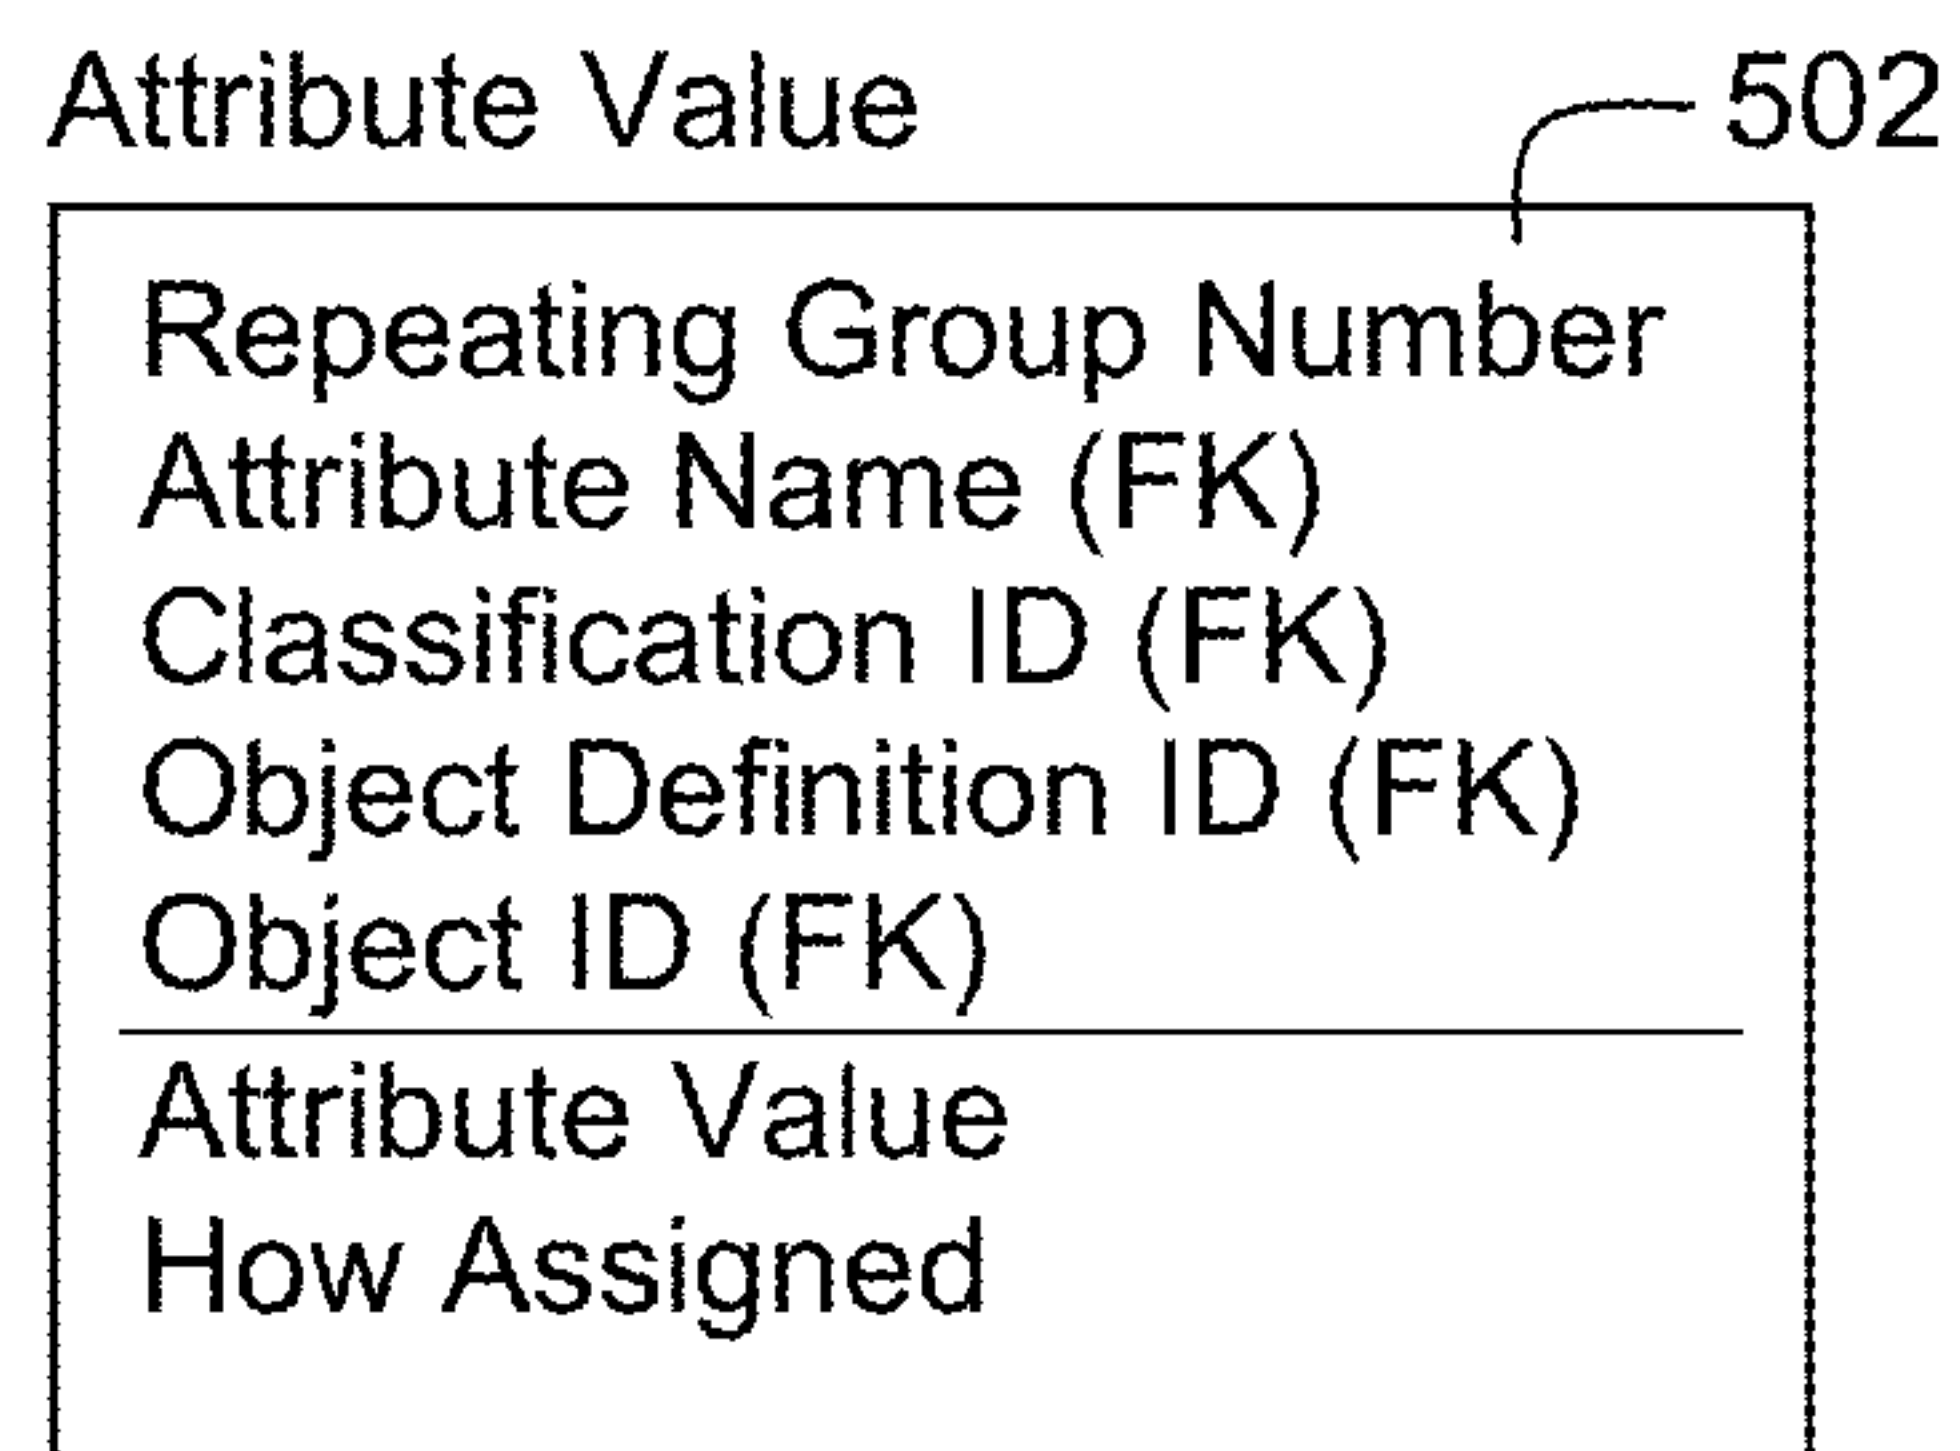 Attribute Value
502
Repeating Group Number
Attribute Name (FK)
Classification ID (FK)
Object Definition ID (FK)
Object ID (FK)
Attribute Value
How Assigned